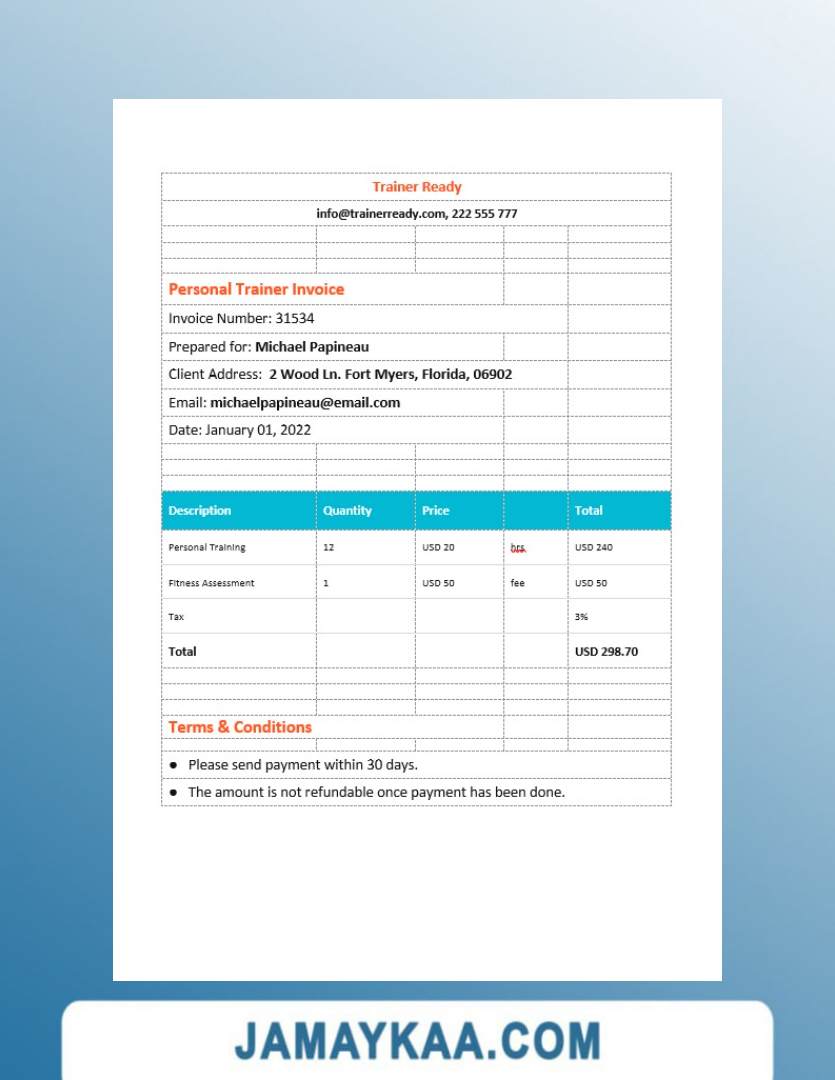 Trainer Ready
info@trainerready.com, 222 555 777
Personal Trainer Invoice
Invoice Number: 31534
Prepared for: Michael Papineau
Client Address: 2 Wood Ln. Fort Myers, Florida, 06902
Email: michaelpapineau@email.com
Date: January 01, 2022
Description Quantity Price Total
Personal Training 12 USD 20 hrs USD 240
Fitness Assessment 1 USD 50 fee USD 50
Tax 3%
Total USD 298.70
Terms & Conditions
● Please send payment within 30 days.
● The amount is not refundable once payment has been done.
JAMAYKAA.COM